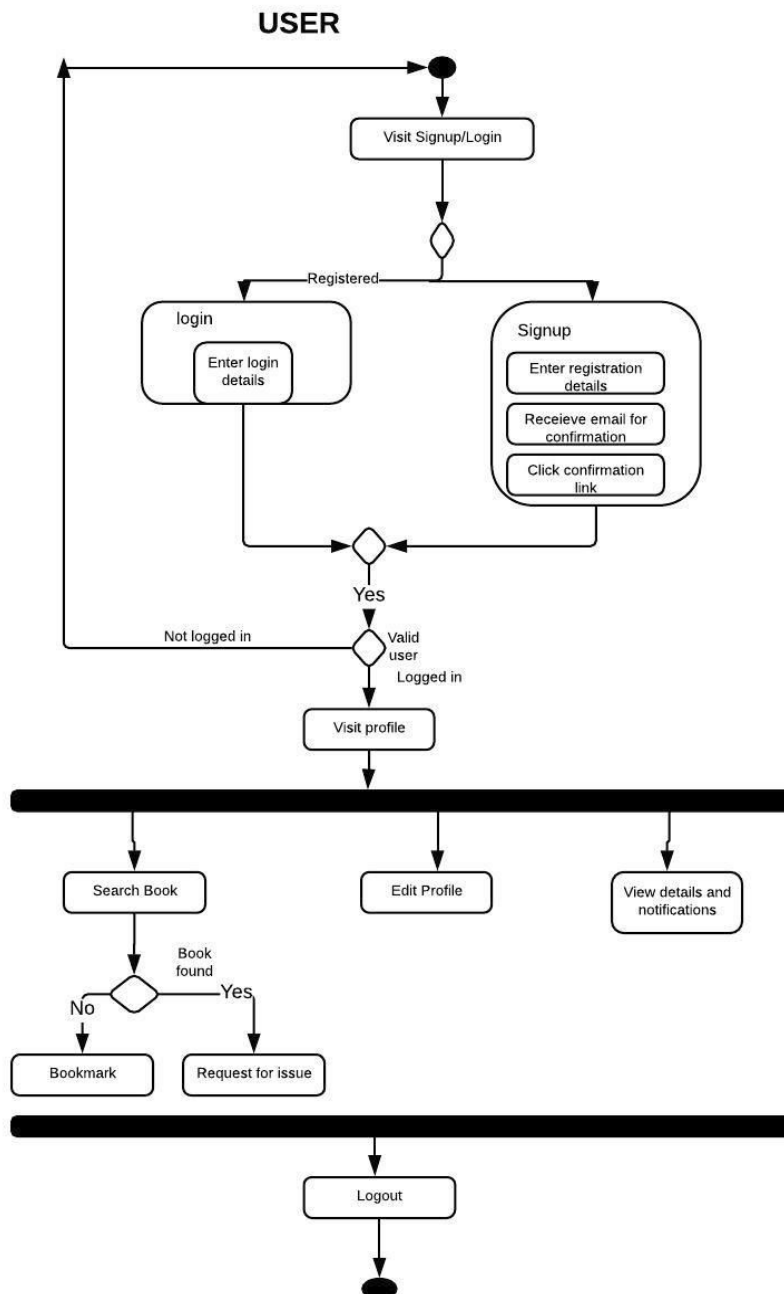 USER
Visit Signup/Login
Registered
login
Enter login
details
Signup
Enter registration
details
Receieve email for
confirmation
Click confirmation
link
Yes
Not logged in
Valid
user
Logged in
Visit profile
Search Book
Edit Profile
View details and
notifications
Book
found
No
Yes
Bookmark
Request for issue
Logout